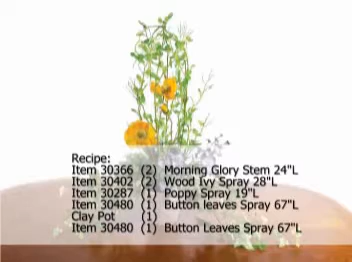 Recipe:
Item 30366 (2) Morning Glory Stem 24"L
Item 30402 (2) Wood Ivy Spray 28"L
Item 30287 (1) Poppy Spray 19"L
Item 30480 (1) Button leaves Spray 67"L
Clay Pot (1)
Item 30480 (1) Button Leaves Spray 67"L